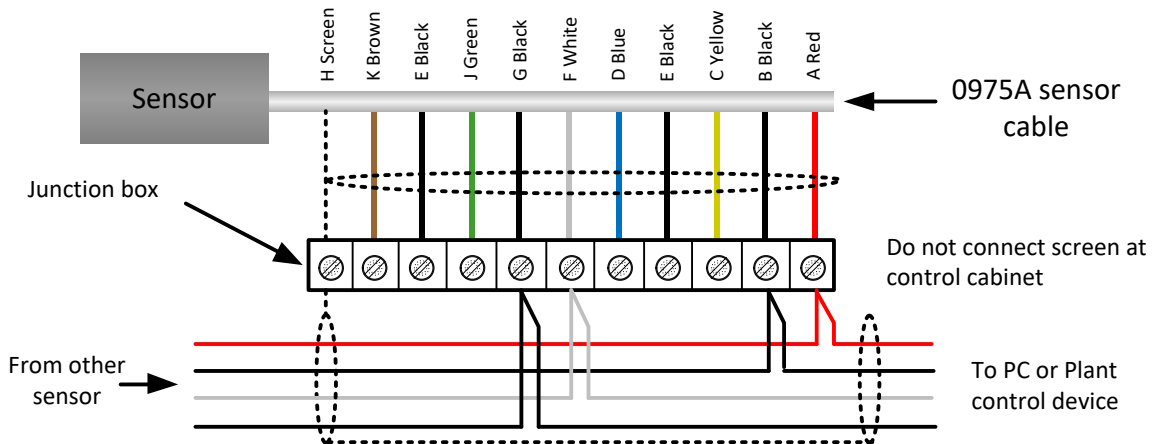 H Screen
K Brown
E Black
J Green
G Black
F White
D Blue
E Black
C Yellow
B Black
A Red
Sensor
0975A sensor
cable
Junction box
Do not connect screen at
control cabinet
From other
sensor
To PC or Plant
control device